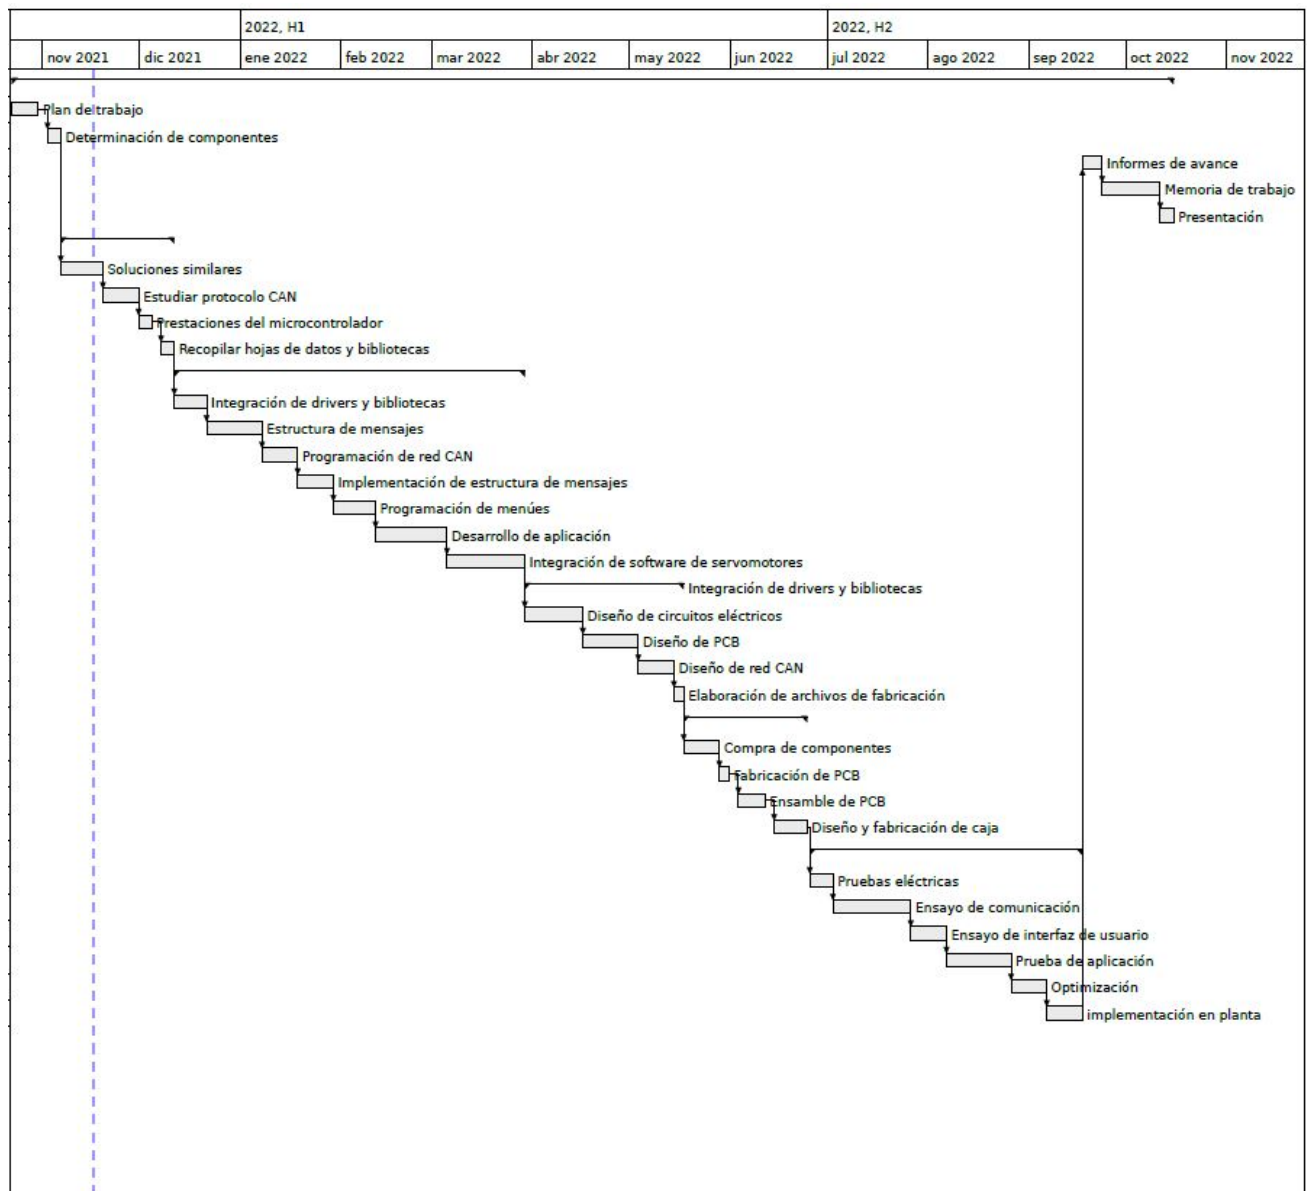 2022, H1
2022, H2
nov 2021
dic 2021
ene 2022
feb 2022
mar 2022
abr 2022
may 2022
jun 2022
jul 2022
ago 2022
sep 2022
oct 2022
nov 2022
Plan de trabajo
Determinación de componentes
Informes de avance
Memoria de trabajo
Presentación
Soluciones similares
Estudiar protocolo CAN
Prestaciones del microcontrolador
Recopilar hojas de datos y bibliotecas
Integración de drivers y bibliotecas
Estructura de mensajes
Programación de red CAN
Implementación de estructura de mensajes
Programación de menúes
Desarrollo de aplicación
Integración de software de servomotores
Integración de drivers y bibliotecas
Diseño de circuitos eléctricos
Diseño de PCB
Diseño de red CAN
Elaboración de archivos de fabricación
Compra de componentes
Fabricación de PCB
Ensamble de PCB
Diseño y fabricación de caja
Pruebas eléctricas
Ensayo de comunicación
Ensayo de interfaz de usuario
Prueba de aplicación
Optimización
implementación en planta